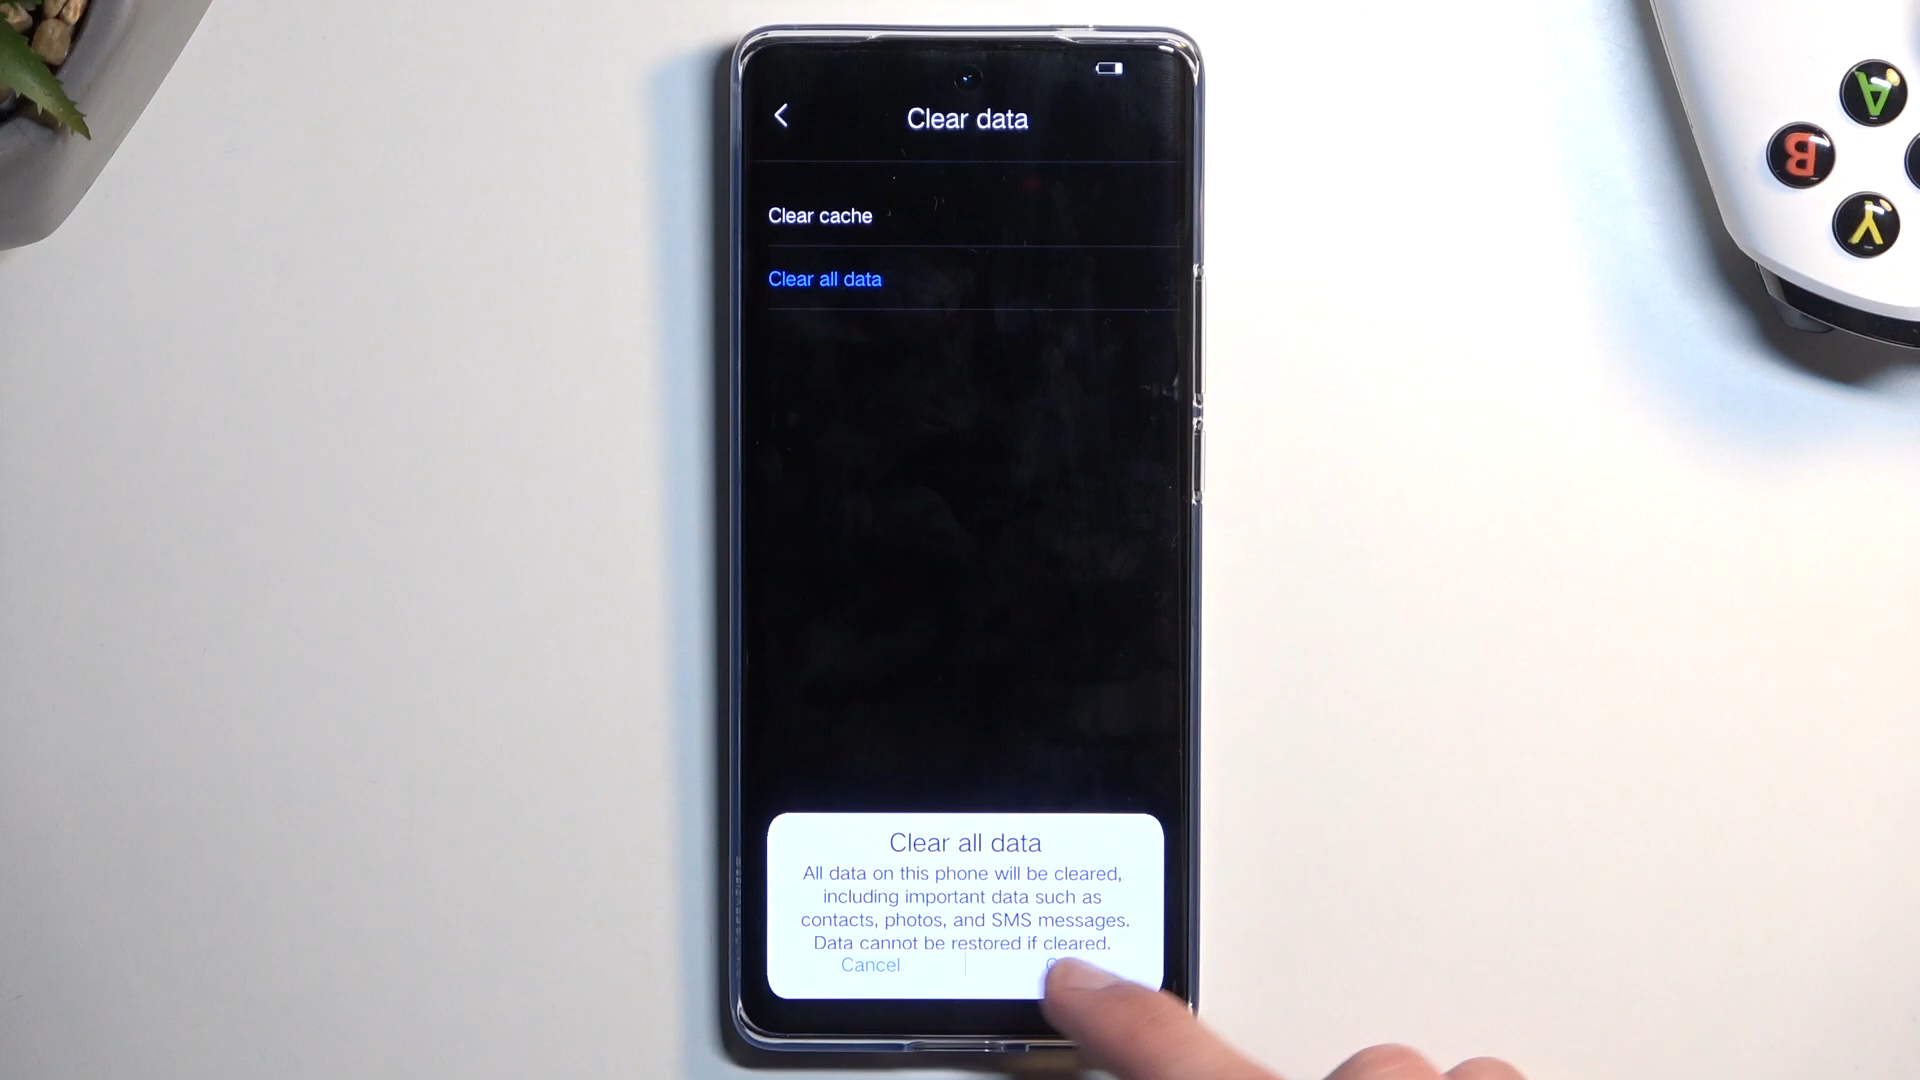 Clear data
Clear cache
Clear all data
Clear all data
All data on this phone will be cleared,
including important data such as
contacts, photos, and SMS messages.
Data cannot be restored if cleared.
Cancel
A
B
Y